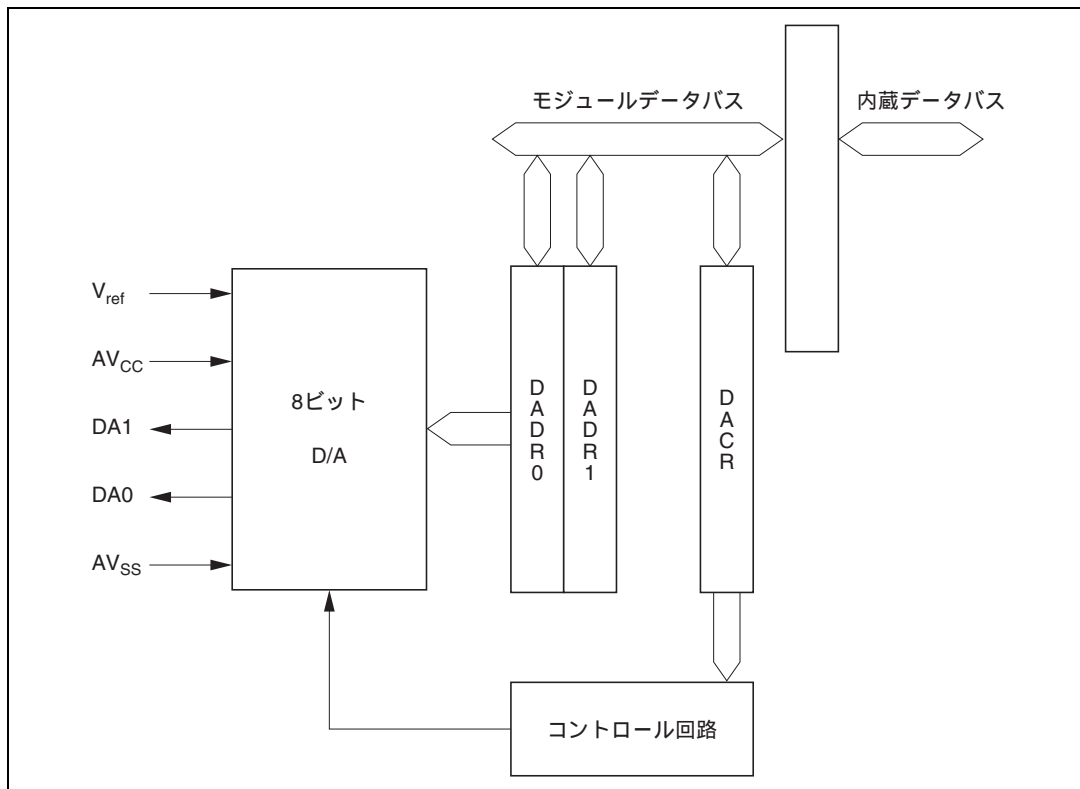 モジュールデータバス
内蔵データバス
Vref
AVCC
DA1
DA0
AVSS
8ビット
D/A
DADR0
DADR1
DACR
コントロール回路